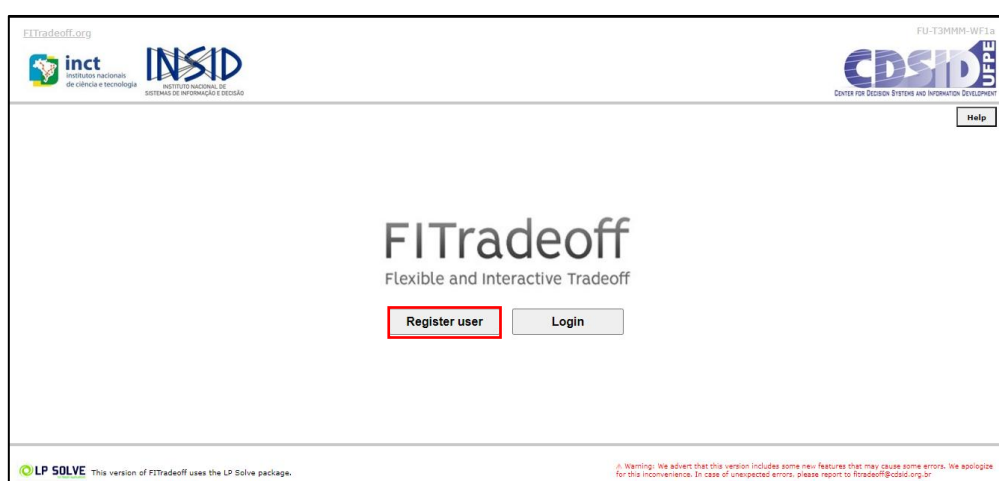 FITradeoff.org
FU-T3MMM-WF1a
inct
institutos nacionais
de ciência e tecnologia
INSID
INSTITUTO NACIONAL DE
SISTEMAS DE INFORMAÇÃO E DECISÃO
CDSID
UFPE
CENTER FOR DECISION SYSTEMS AND INFORMATION DEVELOPMENT
Help
FITradeoff
Flexible and Interactive Tradeoff
Register user
Login
LP SOLVE This version of FITradeoff uses the LP Solve package.
⚠ Warning: We advert that this version includes some new features that may cause some errors. We apologize
for this inconvenience. In case of unexpected errors, please report to fitradeoff@cdsid.org.br